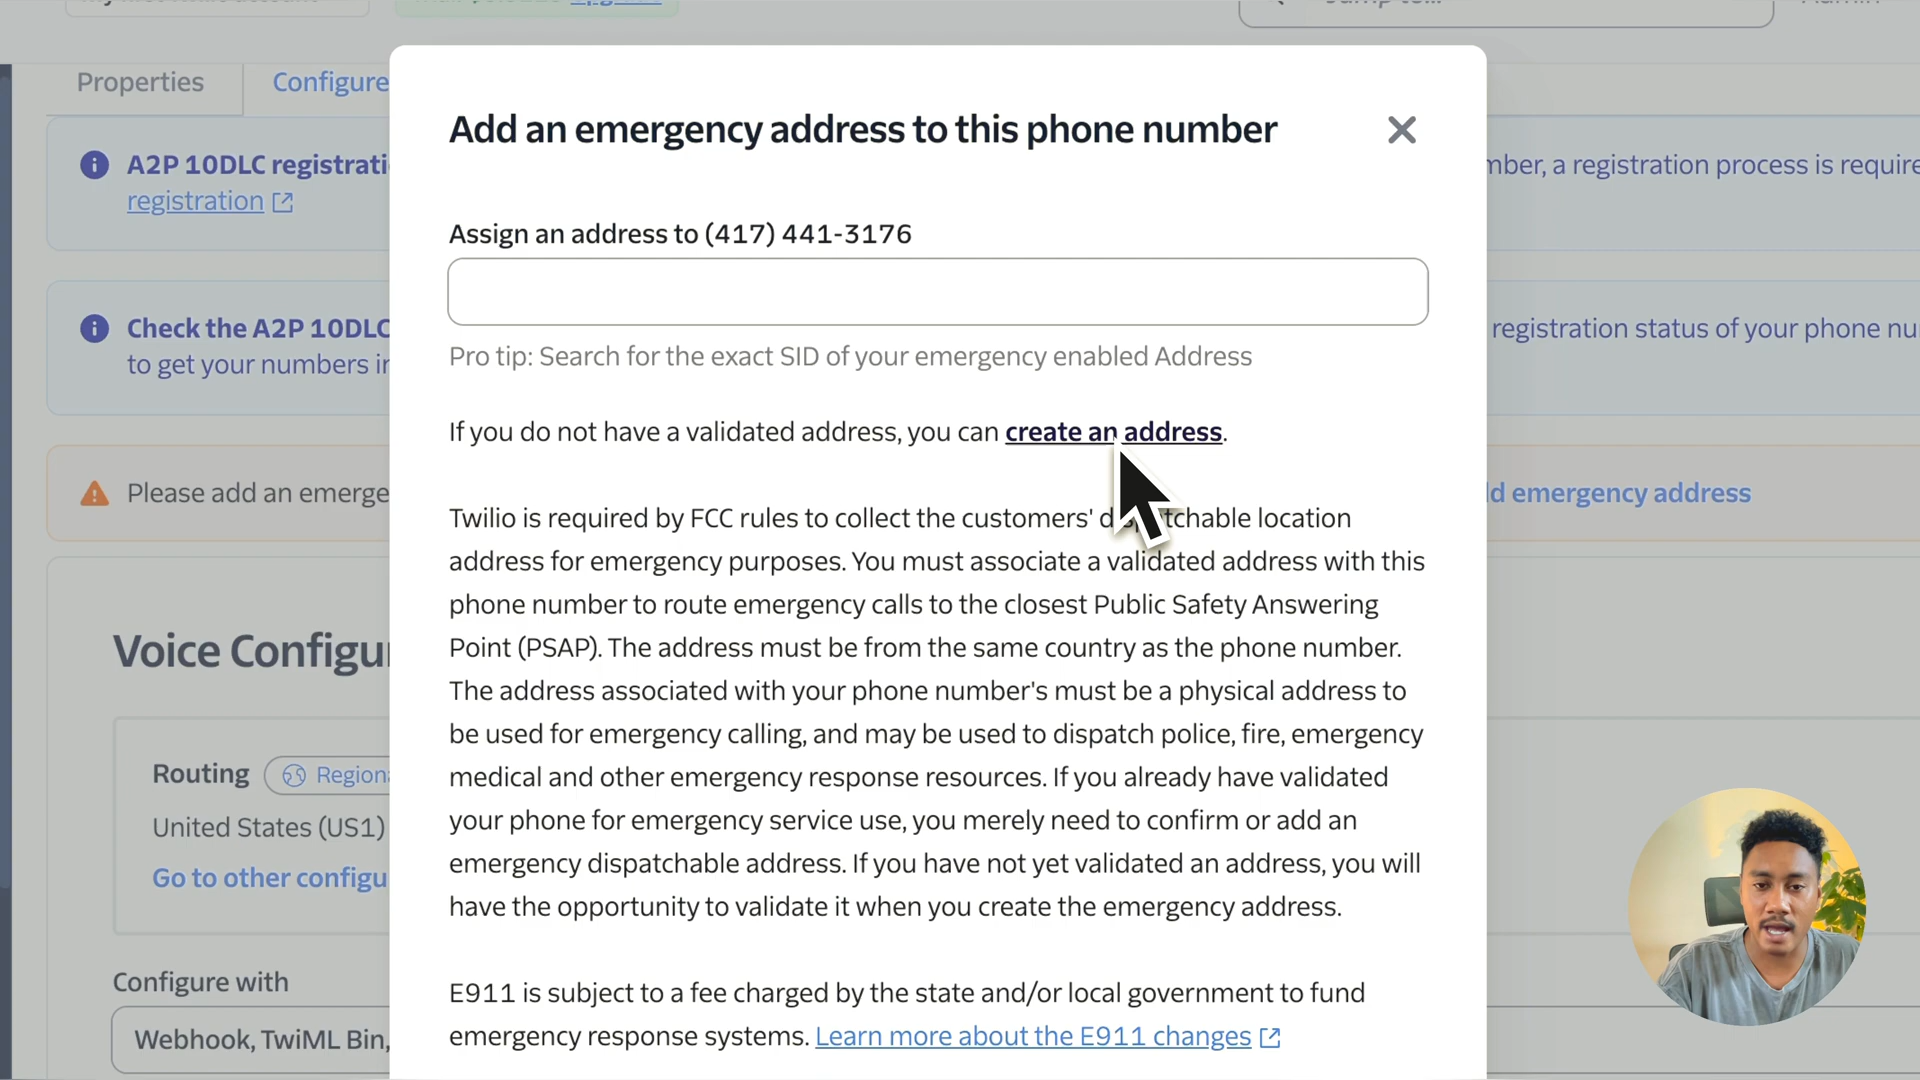 Properties
Configure
A2P 10DLC registrati
registration
mber, a registration process is require
Check the A2P 10DLC
to get your numbers in
registration status of your phone nu
Please add an emerge
d emergency address
Voice Configur
Routing
Regiona
United States (US1)
Go to other configu
Configure with
Webhook, TwiML Bin,
Add an emergency address to this phone number
Assign an address to (417) 441-3176
Pro tip: Search for the exact SID of your emergency enabled Address
If you do not have a validated address, you can create an address.
Twilio is required by FCC rules to collect the customers' dispatchable location
address for emergency purposes. You must associate a validated address with this
phone number to route emergency calls to the closest Public Safety Answering
Point (PSAP). The address must be from the same country as the phone number.
The address associated with your phone number's must be a physical address to
be used for emergency calling, and may be used to dispatch police, fire, emergency
medical and other emergency response resources. If you already have validated
your phone for emergency service use, you merely need to confirm or add an
emergency dispatchable address. If you have not yet validated an address, you will
have the opportunity to validate it when you create the emergency address.
E911 is subject to a fee charged by the state and/or local government to fund
emergency response systems. Learn more about the E911 changes